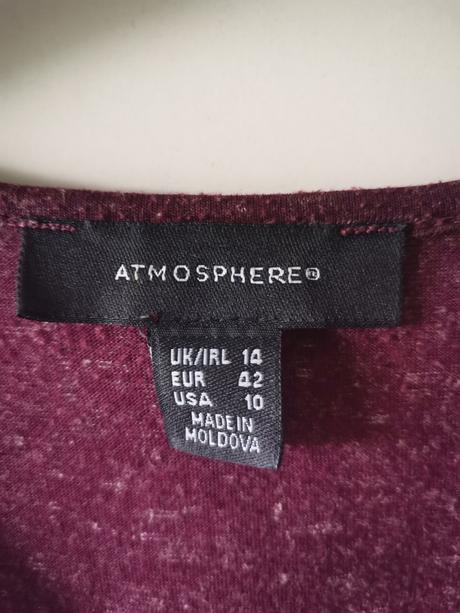 ATMOSPHERE®
UK/IRL 14
EUR 42
USA 10
MADE IN
MOLDOVA